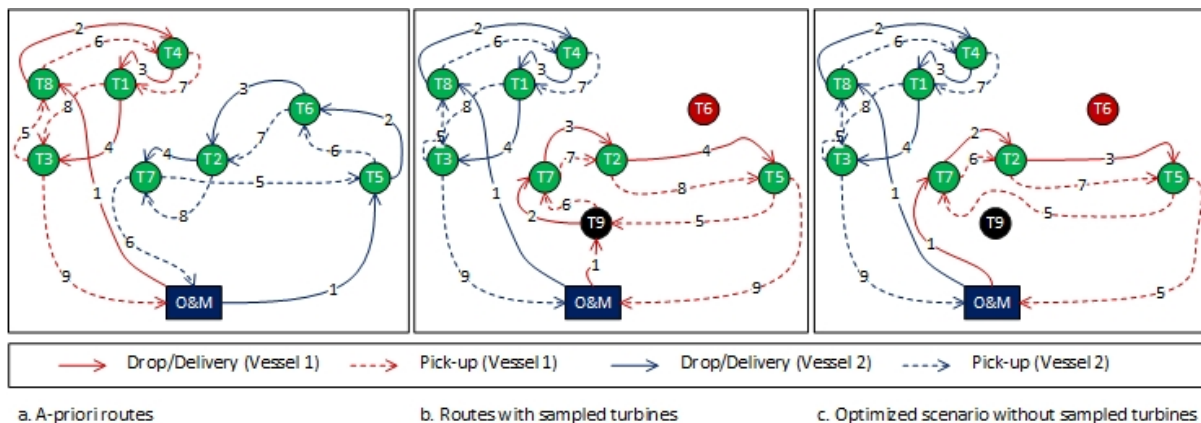 2
T4
6
3
7
T8
T1
8
3
T6
2
5
7
4
6
T3
4
T2
T7
5
T5
1
8
6
9
O&M
1
2
T4
6
3
7
T8
T1
8
T6
3
5
4
7
4
T3
T2
T7
8
T5
1
6
2
T9
5
1
9
9
O&M
2
T4
6
3
7
T8
T1
8
T6
2
5
4
6
3
T3
T2
T7
7
T5
1
5
T9
1
9
5
O&M
Drop/Delivery (Vessel 1)
Pick-up (Vessel 1)
Drop/Delivery (Vessel 2)
Pick-up (Vessel 2)
a. A-priori routes
b. Routes with sampled turbines
c. Optimized scenario without sampled turbines